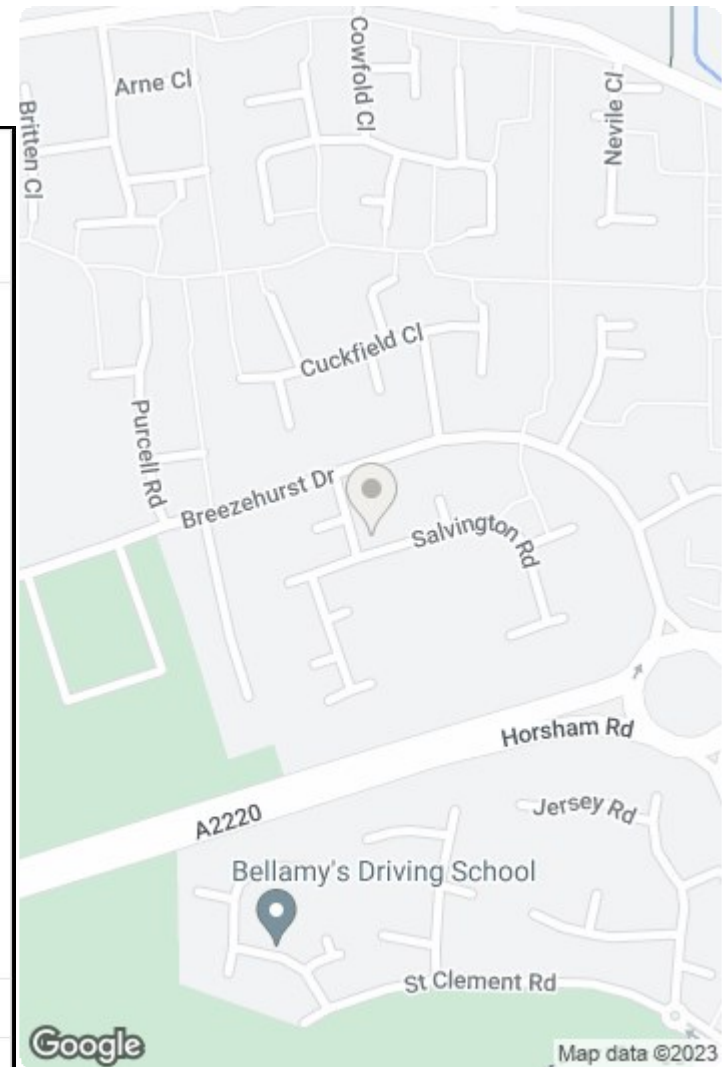 Cowfold Cl
Arne Cl
Nevile Cl
Britten Cl
Cuckfield Cl
Purcell Rd
Breezehurst Dr
Salvington Rd
Horsham Rd
Jersey Rd
A2220
Bellamy's Driving School
St Clement Rd
Google
Map data ©2023